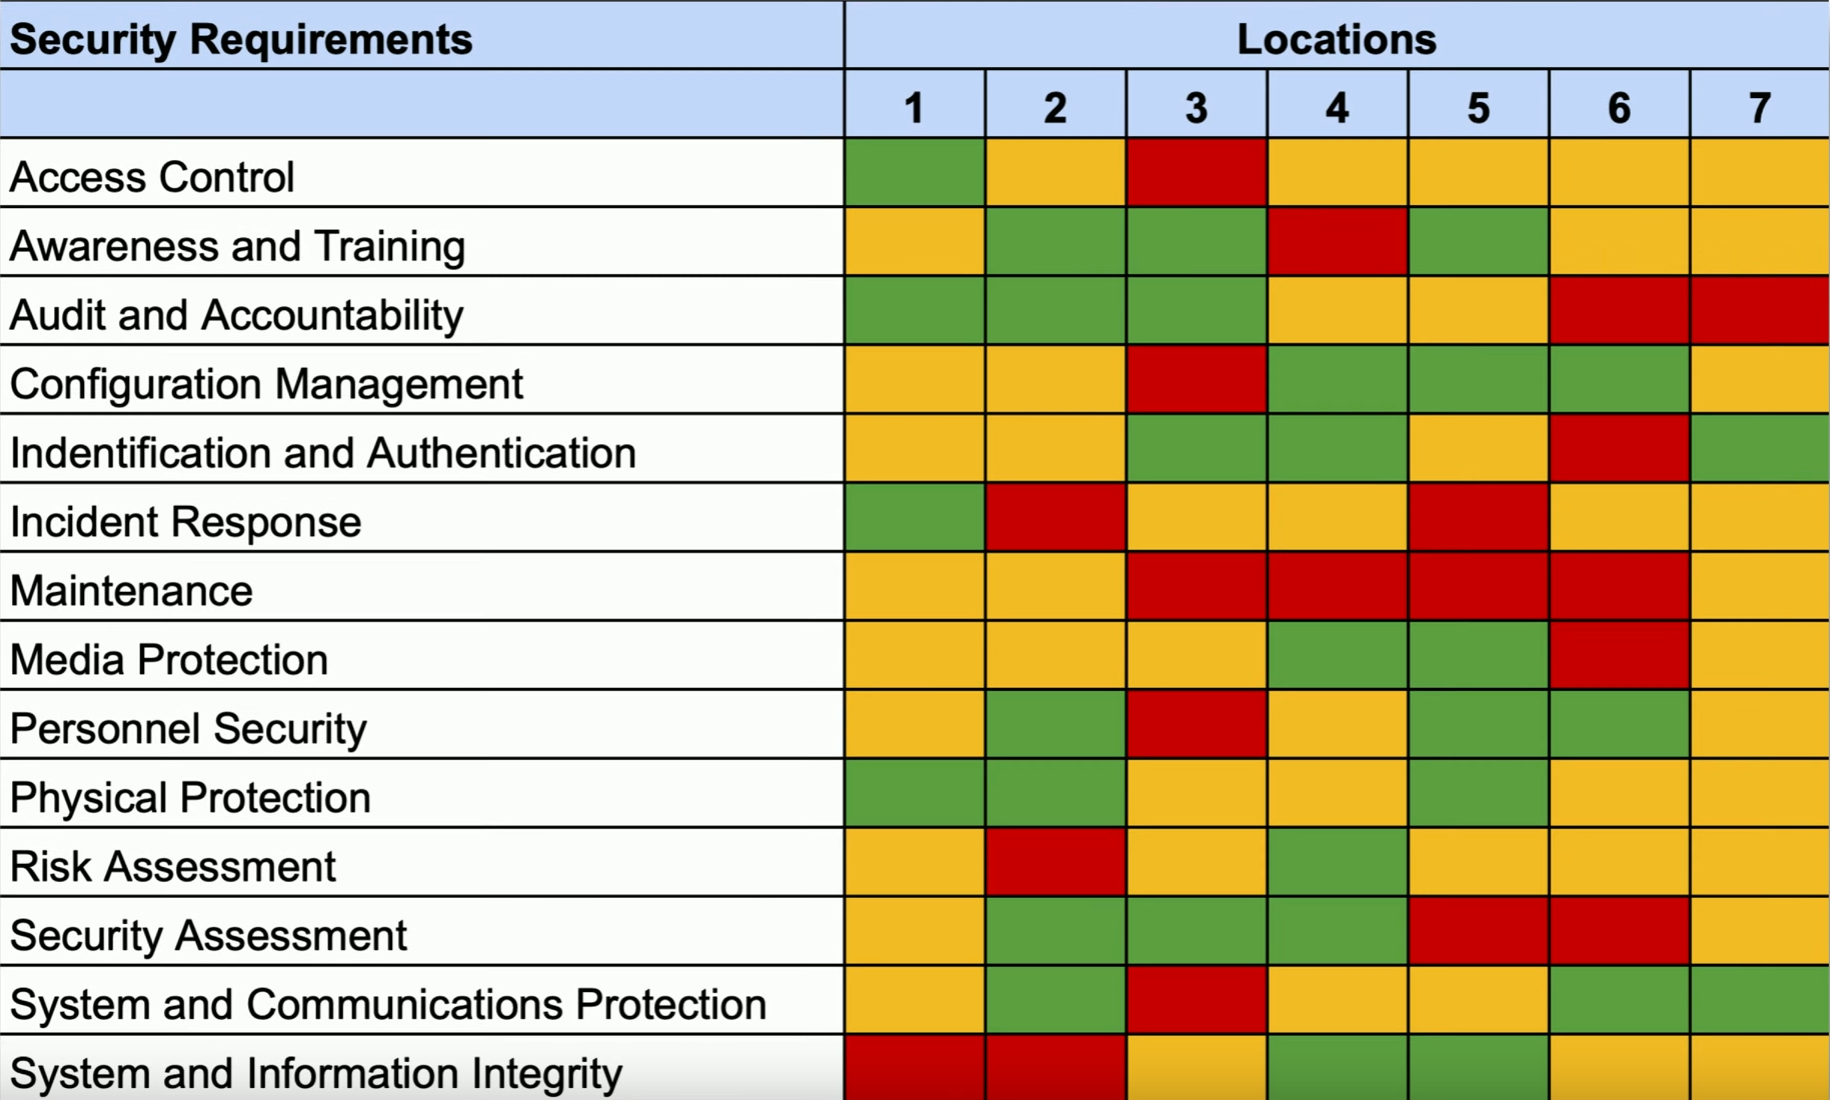 Security Requirements Locations
1 2 3 4 5 6 7
Access Control
Awareness and Training
Audit and Accountability
Configuration Management
Indentification and Authentication
Incident Response
Maintenance
Media Protection
Personnel Security
Physical Protection
Risk Assessment
Security Assessment
System and Communications Protection
System and Information Integrity